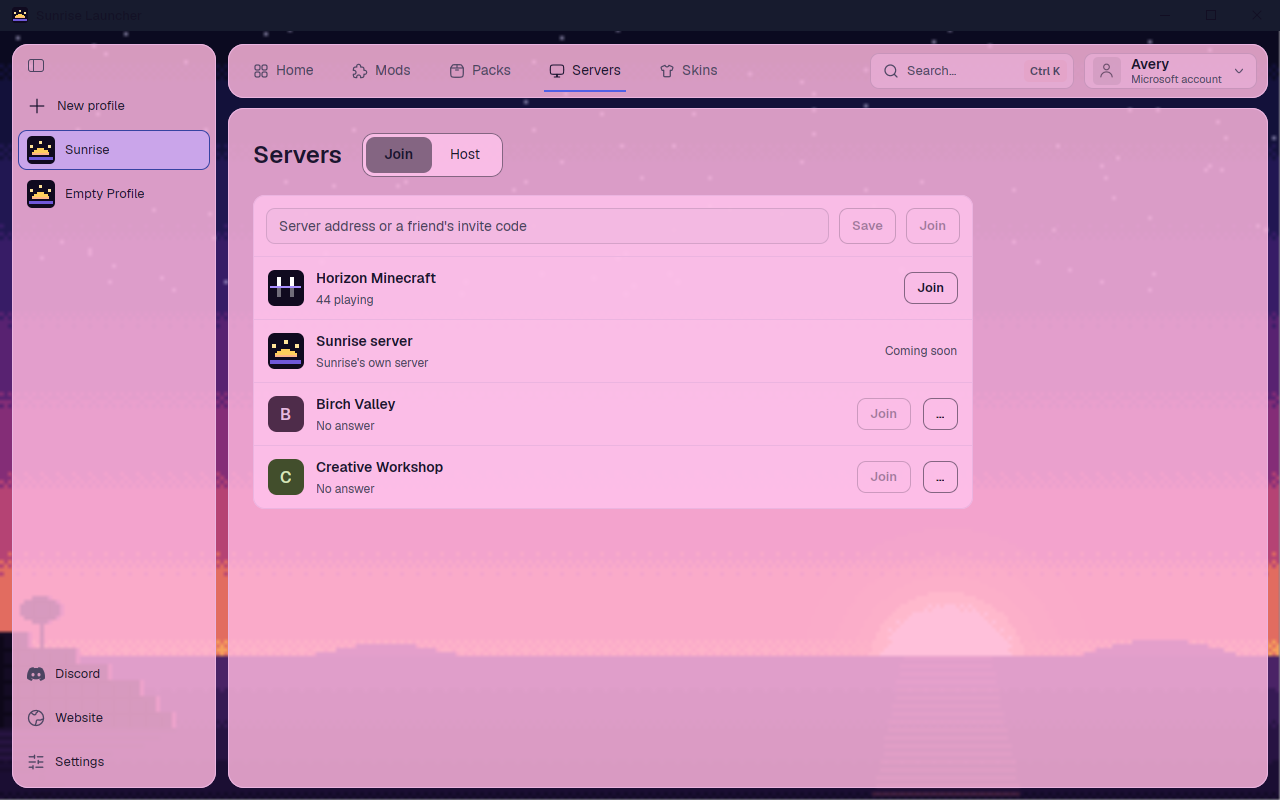 Sunrise Launcher
Home
Mods
Packs
Servers
Skins
Search...
Ctrl K
Avery
Microsoft account
New profile
Sunrise
Empty Profile
Discord
Website
Settings
Servers
Join
Host
Server address or a friend's invite code
Save
Join
Horizon Minecraft
44 playing
Join
Sunrise server
Sunrise's own server
Coming soon
B
Birch Valley
No answer
Join
...
C
Creative Workshop
No answer
Join
...